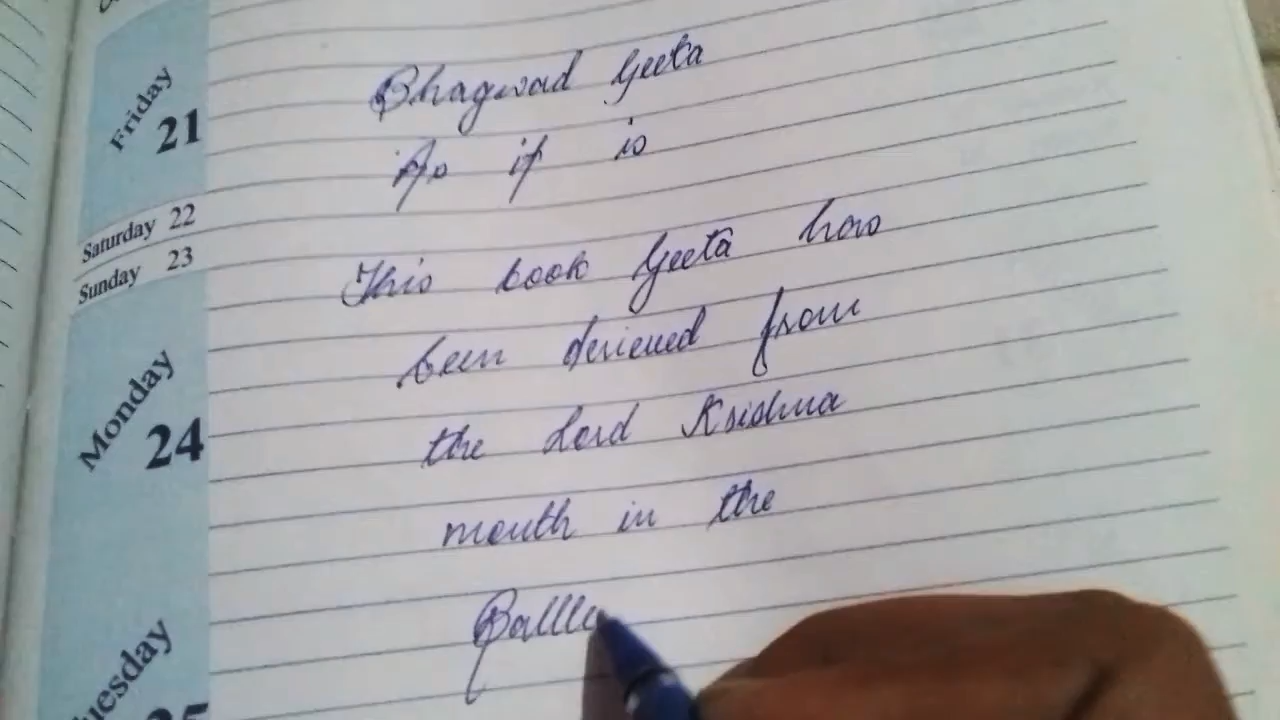 Friday
21
Saturday 22
Sunday 23
Monday
24
Bhagwad Geeta
As it is
This book Geeta has
been derieved from
the Lord Krishna
mouth in the